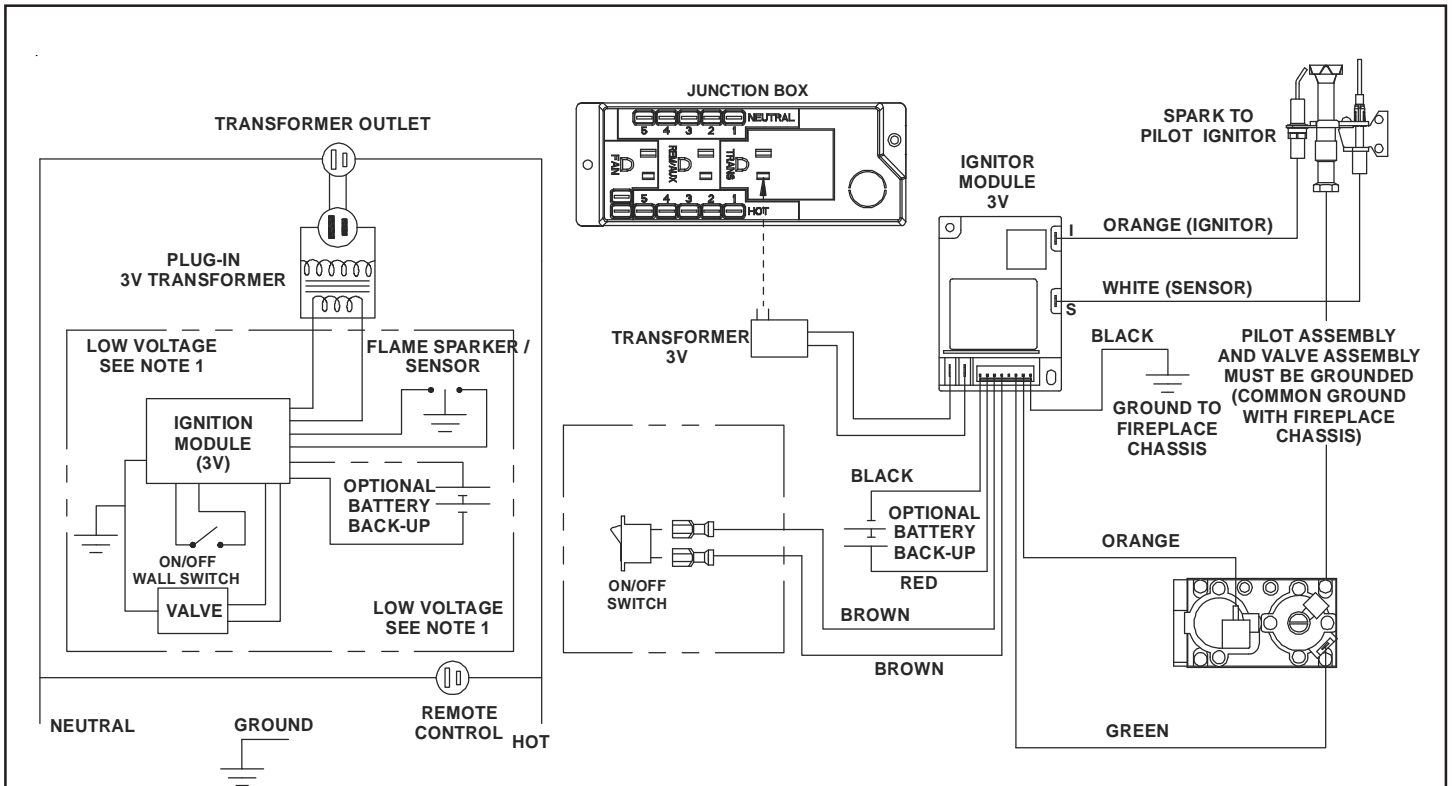 TRANSFORMER OUTLET
PLUG-IN
3V TRANSFORMER
LOW VOLTAGE
SEE NOTE 1
FLAME SPARKER /
SENSOR
IGNITION
MODULE
(3V)
OPTIONAL
BATTERY
BACK-UP
ON/OFF
WALL SWITCH
VALVE
LOW VOLTAGE
SEE NOTE 1
NEUTRAL
GROUND
REMOTE
CONTROL
HOT
JUNCTION BOX
5 4 3 2 1 NEUTRAL
FAN
REM/AUX
TRANS
5 4 3 2 1 HOT
TRANSFORMER
3V
IGNITOR
MODULE
3V
I
S
SPARK TO
PILOT IGNITOR
ORANGE (IGNITOR)
WHITE (SENSOR)
BLACK
GROUND TO
FIREPLACE
CHASSIS
PILOT ASSEMBLY
AND VALVE ASSEMBLY
MUST BE GROUNDED
(COMMON GROUND
WITH FIREPLACE
CHASSIS)
BLACK
OPTIONAL
BATTERY
BACK-UP
RED
ON/OFF
SWITCH
BROWN
BROWN
ORANGE
GREEN